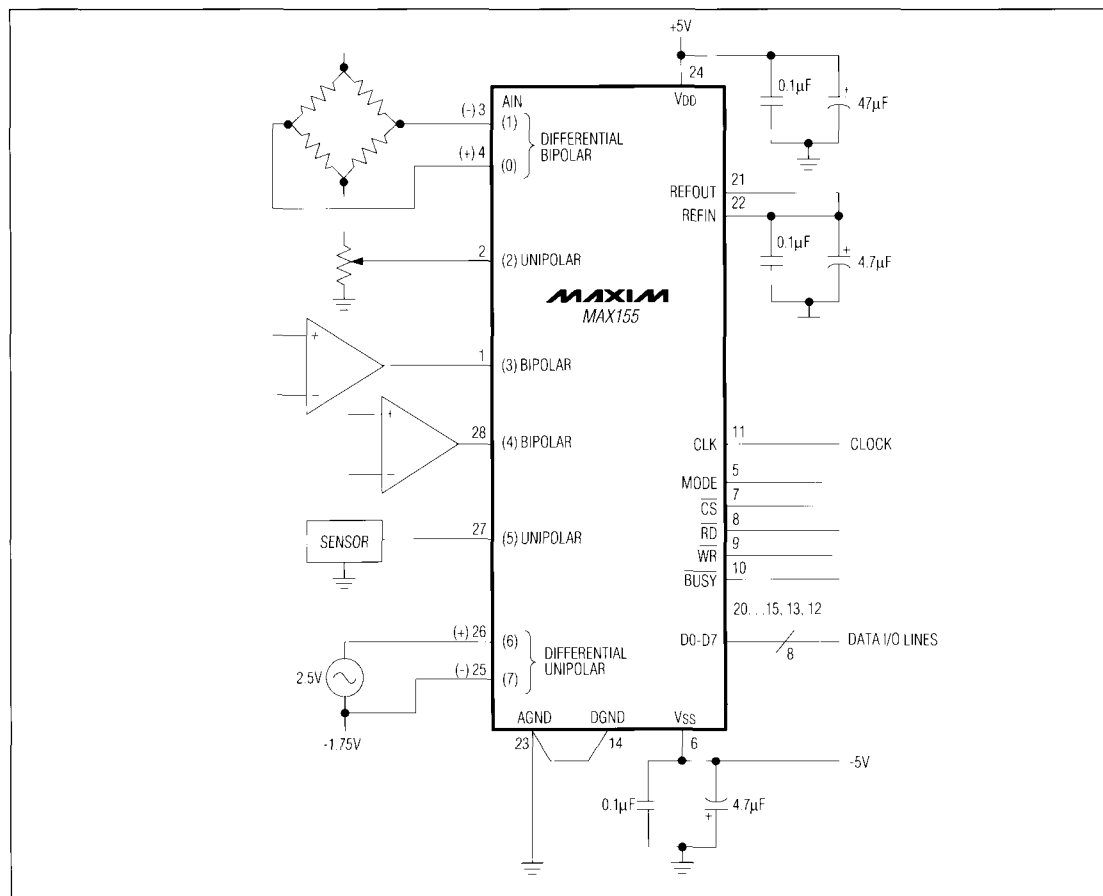 +5V
24
VDD
0.1µF
47µF
+
AIN
(-) 3
(1)
DIFFERENTIAL
BIPOLAR
(+) 4
(0)
21
REFOUT
22
REFIN
0.1µF
+
4.7µF
2
(2) UNIPOLAR
MAXIM
MAX155
+
-
1
(3) BIPOLAR
+
-
28
(4) BIPOLAR
CLK
11
CLOCK
MODE
5
CS
7
RD
8
WR
9
BUSY
10
SENSOR
27
(5) UNIPOLAR
20. . .15, 13, 12
D0-D7
8
DATA I/O LINES
(+) 26
(6)
DIFFERENTIAL
UNIPOLAR
(-) 25
(7)
2.5V
-1.75V
AGND
DGND
VSS
23
14
6
-5V
0.1µF
4.7µF
+